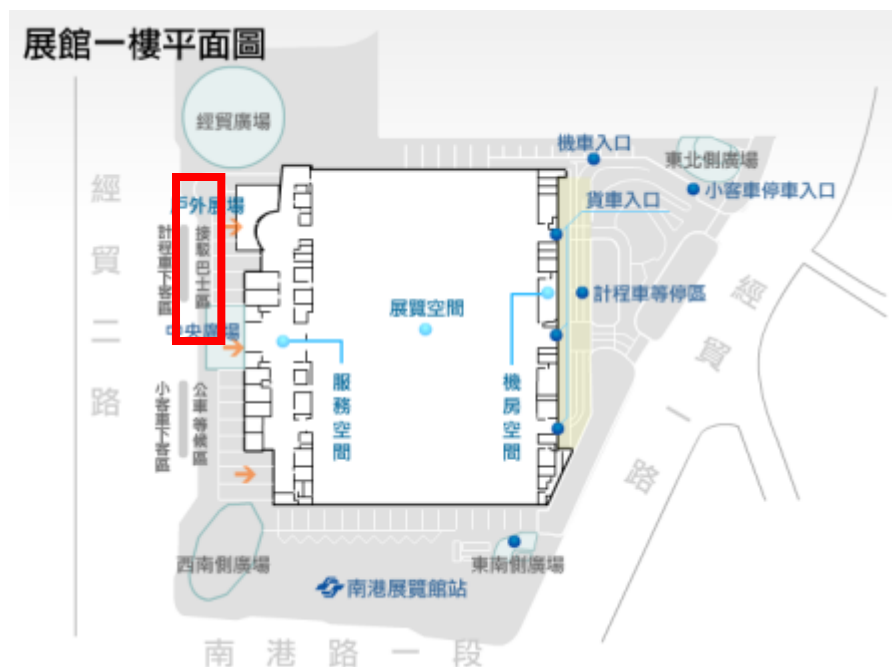 展館一樓平面圖
經貿廣場
機車入口
東北側廣場
小客車停車入口
貨車入口
戶外展場
經貿二路
計程車下客區
接駁巴士區
計程車等停區
展覽空間
經貿一路
中央廣場
服務空間
機房空間
小客車下客區
公車等候區
西南側廣場
東南側廣場
南港展覽館站
南港路一段